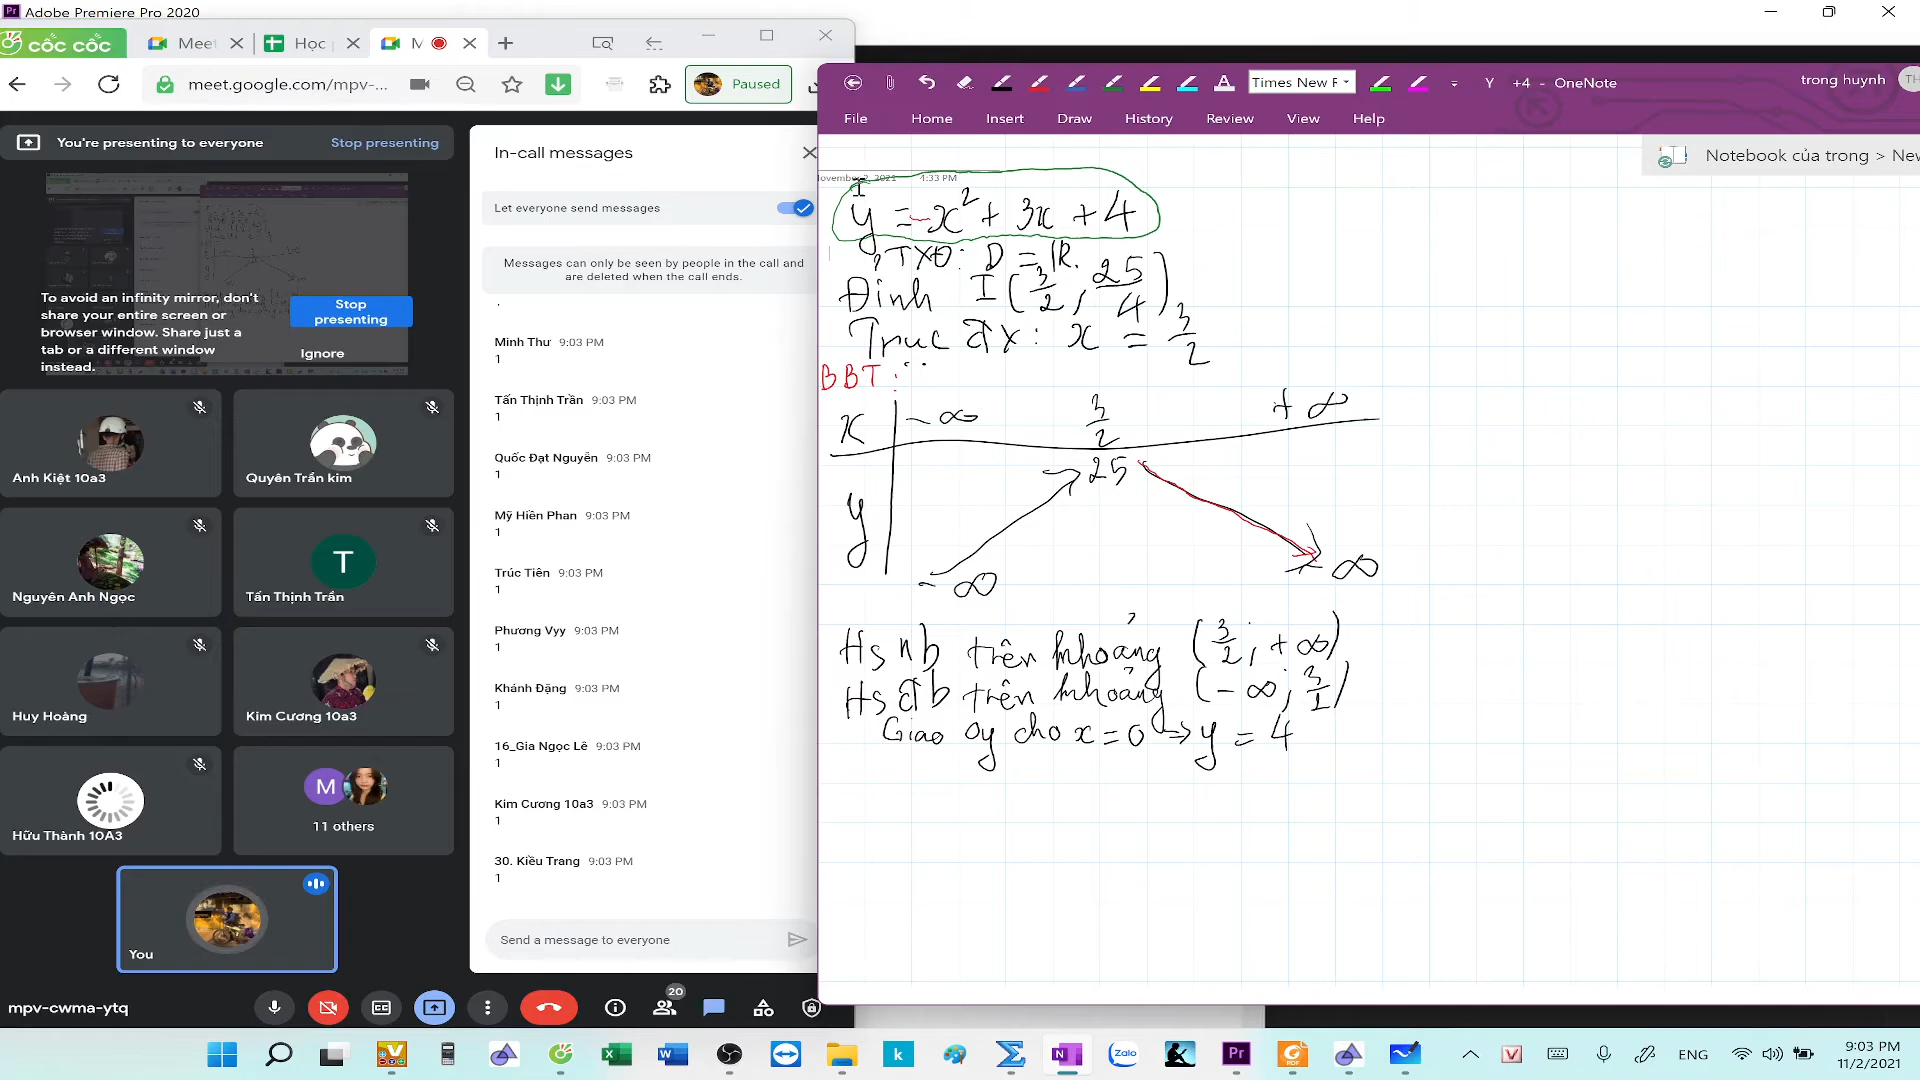 Adobe Premiere Pro 2020
cốc cốc
Meet
Học
M
meet.google.com/mpv-...
Paused
You're presenting to everyone
Stop presenting
To avoid an infinity mirror, don't
share your entire screen or
browser window. Share just a
tab or a different window
instead.
Stop
presenting
Ignore
Anh Kiệt 10a3
Quyên Trần kim
Nguyên Anh Ngọc
T
Tấn Thịnh Trần
Huy Hoàng
Kim Cương 10a3
Hữu Thành 10A3
M
11 others
You
mpv-cwma-ytq
20
In-call messages
Let everyone send messages
Messages can only be seen by people in the call and
are deleted when the call ends.
Minh Thư 9:03 PM
1
Tấn Thịnh Trần 9:03 PM
1
Quốc Đạt Nguyễn 9:03 PM
1
Mỹ Hiền Phan 9:03 PM
1
Trúc Tiên 9:03 PM
1
Phương Vyy 9:03 PM
1
Khánh Đặng 9:03 PM
1
16_Gia Ngọc Lê 9:03 PM
1
Kim Cương 10a3 9:03 PM
1
30. Kiều Trang 9:03 PM
1
Send a message to everyone
Times New F
Y +4 - OneNote
trong huynh
TH
File Home Insert Draw History Review View Help
Notebook của trong > New
November 2, 2021 4:33 PM
y = -x² + 3x + 4
TXĐ: D = R.
Đỉnh I(3/2, 25/4)
Trục đx: x = 3/2
BBT:
x -∞ 3/2 +∞
25
y
-∞ -∞
Hs nb trên khoảng (3/2; +∞)
Hs đb trên khoảng (-∞; 3/2)
Giao Oy cho x = 0 → y = 4
ENG
9:03 PM
11/2/2021
Zalo